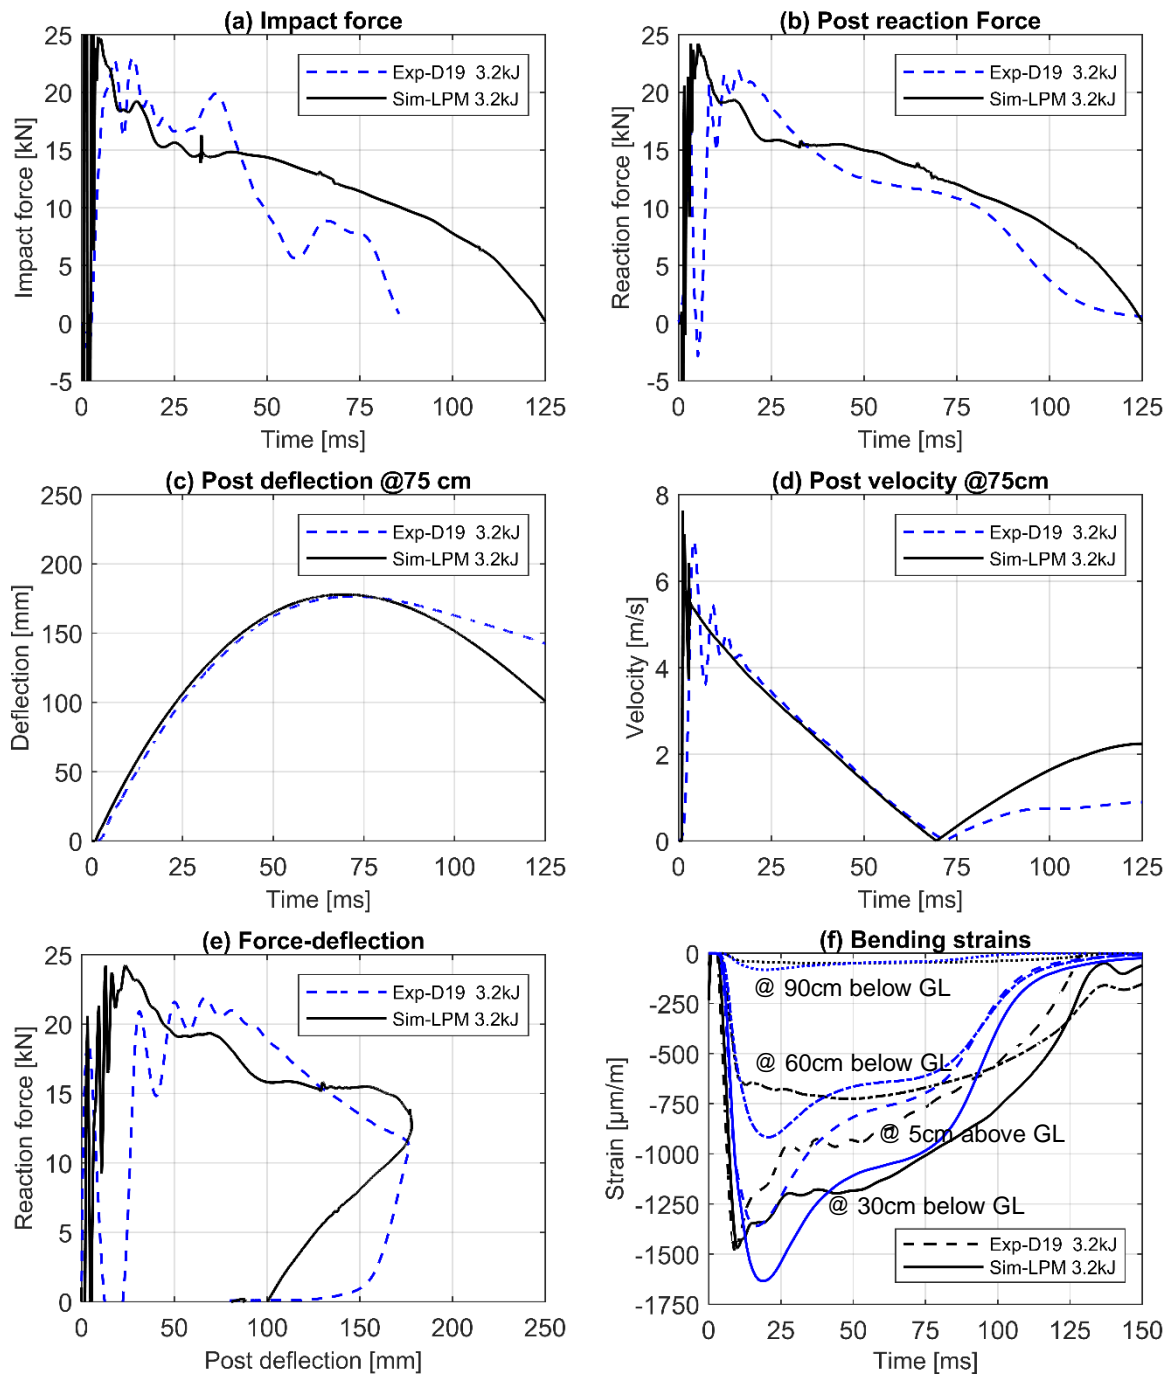 (a) Impact force
25
20
15
10
5
0
-5
Impact force [kN]
Exp-D19 3.2kJ
Sim-LPM 3.2kJ
0 25 50 75 100 125
Time [ms]
(b) Post reaction Force
25
20
15
10
5
0
-5
Reaction force [kN]
Exp-D19 3.2kJ
Sim-LPM 3.2kJ
0 25 50 75 100 125
Time [ms]
(c) Post deflection @75 cm
250
200
150
100
50
0
Deflection [mm]
Exp-D19 3.2kJ
Sim-LPM 3.2kJ
0 25 50 75 100 125
Time [ms]
(d) Post velocity @75cm
8
6
4
2
0
Velocity [m/s]
Exp-D19 3.2kJ
Sim-LPM 3.2kJ
0 25 50 75 100 125
Time [ms]
(e) Force-deflection
25
20
15
10
5
0
Reaction force [kN]
Exp-D19 3.2kJ
Sim-LPM 3.2kJ
0 50 100 150 200 250
Post deflection [mm]
(f) Bending strains
0
-250
-500
-750
-1000
-1250
-1500
-1750
Strain [µm/m]
@ 90cm below GL
@ 60cm below GL
@ 5cm above GL
@ 30cm below GL
Exp-D19 3.2kJ
Sim-LPM 3.2kJ
0 25 50 75 100 125 150
Time [ms]